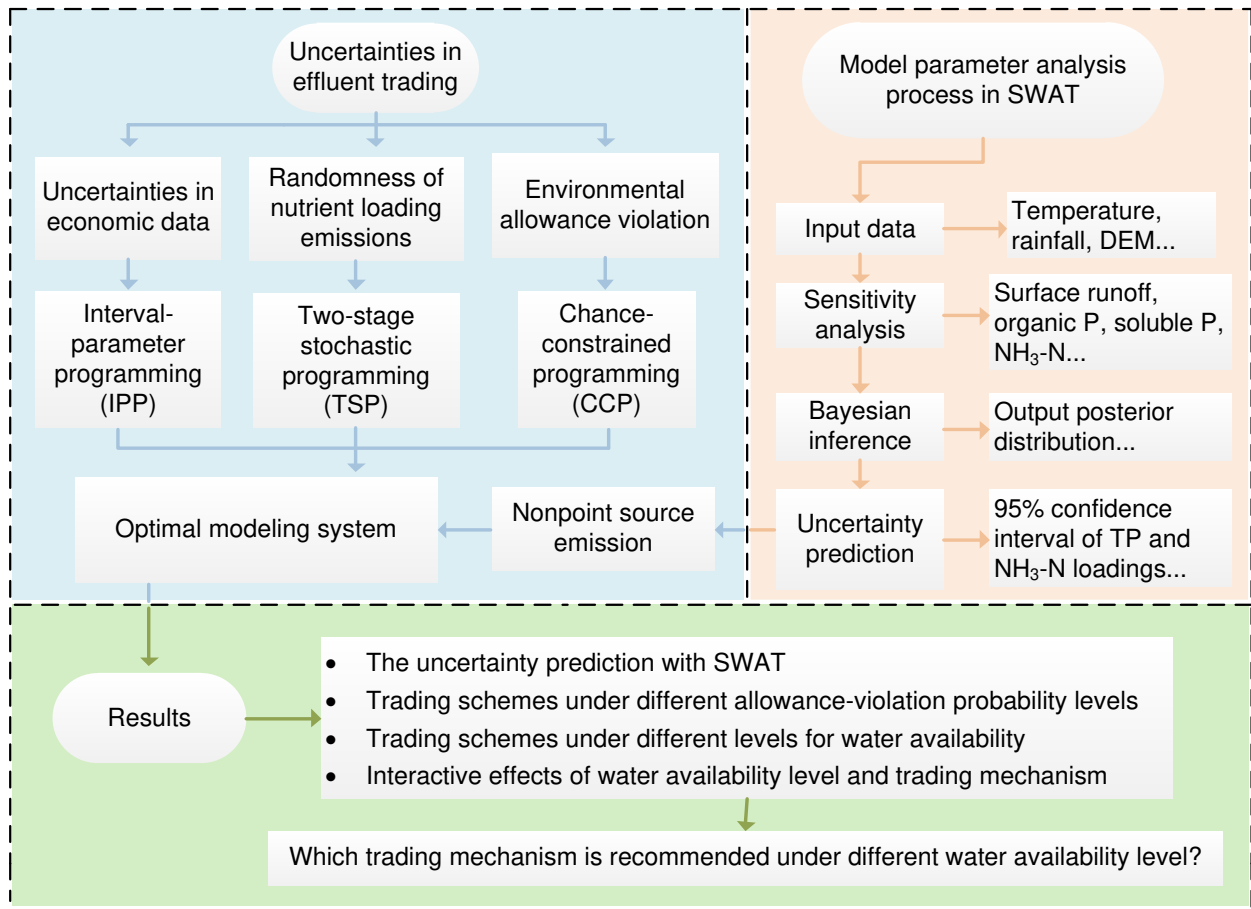 Uncertainties in
effluent trading
Uncertainties in
economic data
Randomness of
nutrient loading
emissions
Environmental
allowance violation
Interval-
parameter
programming
(IPP)
Two-stage
stochastic
programming
(TSP)
Chance-
constrained
programming
(CCP)
Optimal modeling system
Nonpoint source
emission
Model parameter analysis
process in SWAT
Input data
Temperature,
rainfall, DEM...
Sensitivity
analysis
Surface runoff,
organic P, soluble P,
NH₃-N...
Bayesian
inference
Output posterior
distribution...
Uncertainty
prediction
95% confidence
interval of TP and
NH₃-N loadings...
Results
• The uncertainty prediction with SWAT
• Trading schemes under different allowance-violation probability levels
• Trading schemes under different levels for water availability
• Interactive effects of water availability level and trading mechanism
Which trading mechanism is recommended under different water availability level?